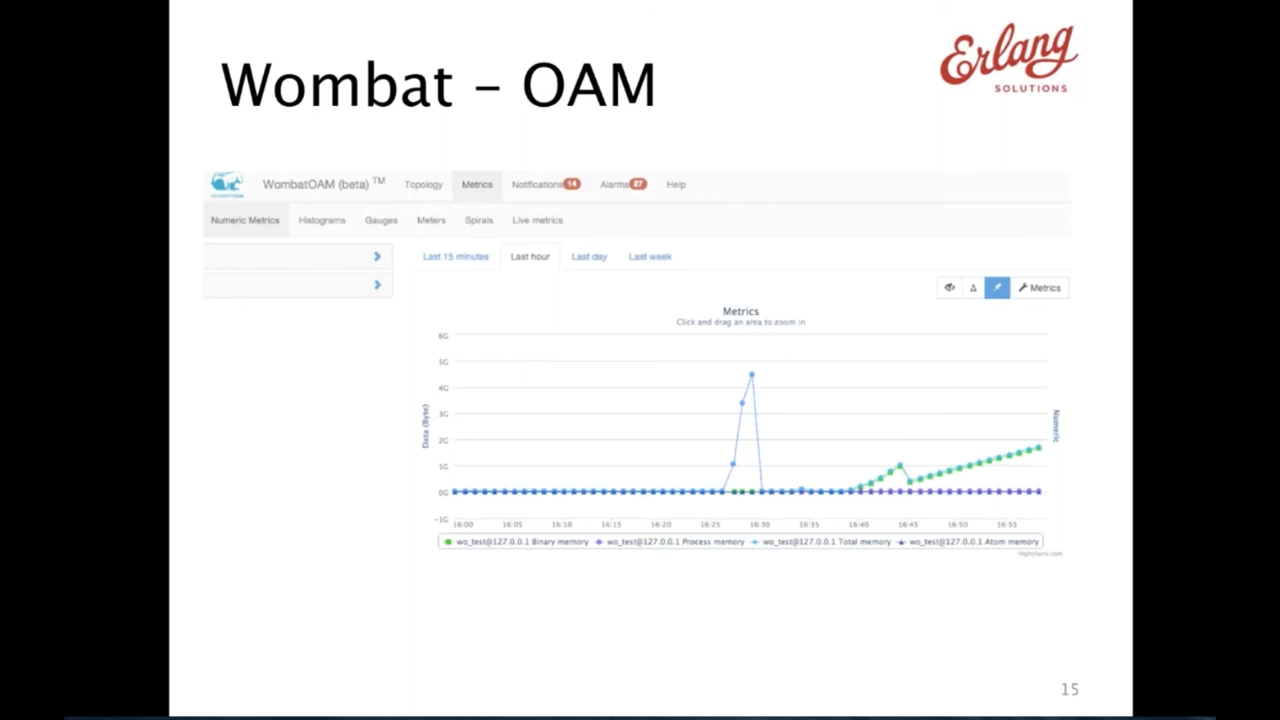 Wombat – OAM
Erlang
SOLUTIONS
WombatOAM (beta) TM Topology Metrics Notifications 14 Alarms 27 Help
Numeric Metrics Histograms Gauges Meters Spirals Live metrics
Last 15 minutes Last hour Last day Last week
Metrics
Metrics
Click and drag an area to zoom in
6G
5G
4G
3G
2G
1G
0G
-1G
Data (Byte)
Numeric
16:00 16:05 16:10 16:15 16:20 16:25 16:30 16:35 16:40 16:45 16:50 16:55
wo_test@127.0.0.1 Binary memory wo_test@127.0.0.1 Process memory wo_test@127.0.0.1 Total memory wo_test@127.0.0.1 Atom memory
Highcharts.com
15